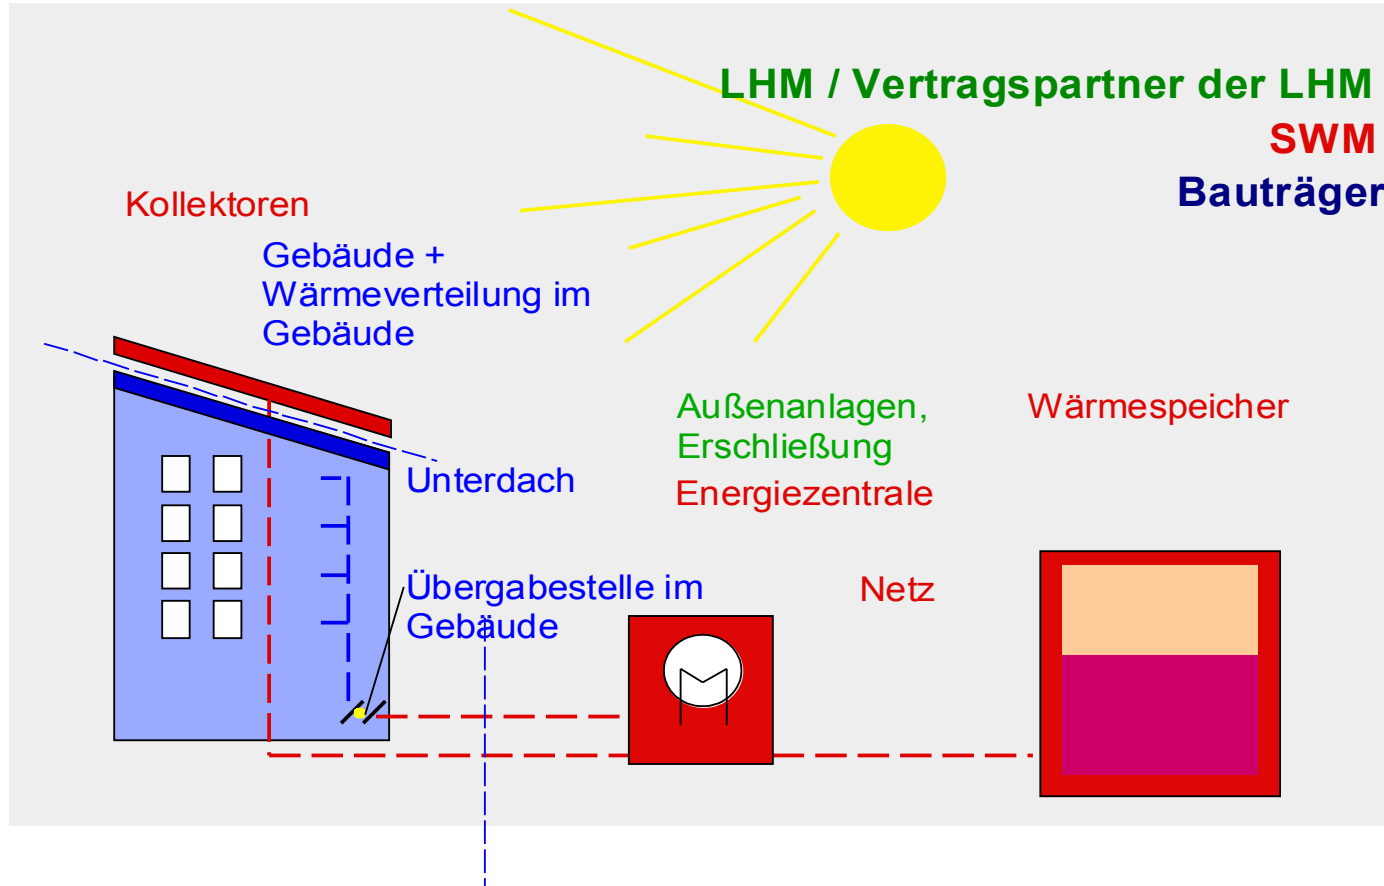 LHM / Vertragspartner der LHM
SWM
Bauträger
Kollektoren
Gebäude +
Wärmeverteilung im
Gebäude
Außenanlagen,
Erschließung
Energiezentrale
Wärmespeicher
Unterdach
Übergabestelle im
Gebäude
Netz